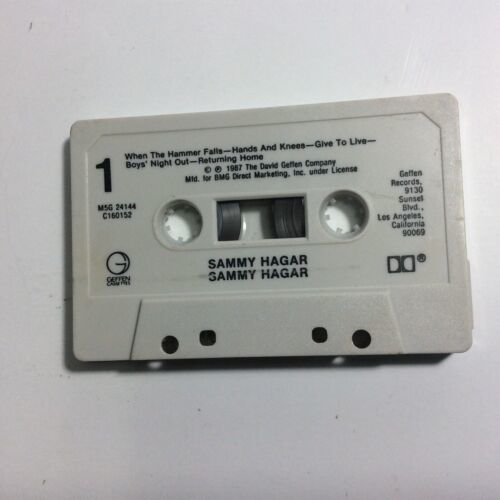 1
When The Hammer Falls—Hands And Knees—Give To Live—
Boys' Night Out—Returning Home
© ℗ 1987 The David Geffen Company
Mfd. for BMG Direct Marketing, Inc. under License
M5G 24144
C160152
Geffen
Records,
9130
Sunset
Blvd.,
Los Angeles,
California
90069
GEFFEN
CASSETTES
SAMMY HAGAR
SAMMY HAGAR
®